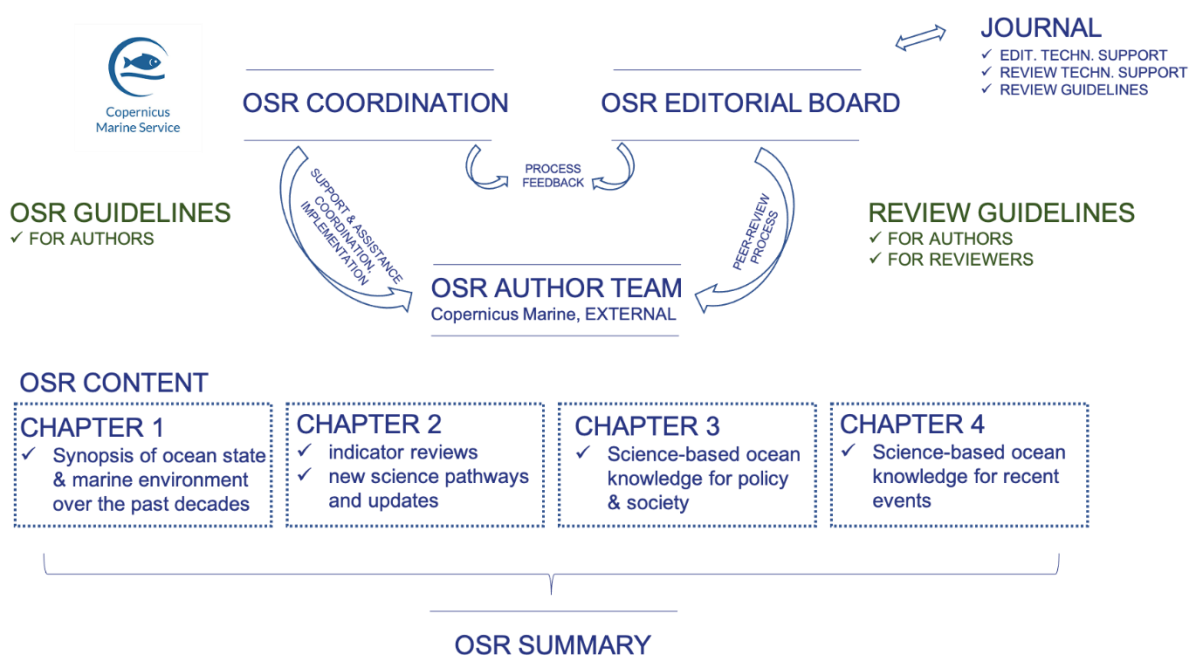 Copernicus
Marine Service
OSR COORDINATION
OSR EDITORIAL BOARD
JOURNAL
✓ EDIT. TECHN. SUPPORT
✓ REVIEW TECHN. SUPPORT
✓ REVIEW GUIDELINES
PROCESS
FEEDBACK
SUPPORT & ASSISTANCE
COORDINATION,
IMPLEMENTATION
PEER-REVIEW
PROCESS
OSR GUIDELINES
✓ FOR AUTHORS
REVIEW GUIDELINES
✓ FOR AUTHORS
✓ FOR REVIEWERS
OSR AUTHOR TEAM
Copernicus Marine, EXTERNAL
OSR CONTENT
CHAPTER 1
✓ Synopsis of ocean state
& marine environment
over the past decades
CHAPTER 2
✓ indicator reviews
✓ new science pathways
and updates
CHAPTER 3
✓ Science-based ocean
knowledge for policy
& society
CHAPTER 4
✓ Science-based ocean
knowledge for recent
events
OSR SUMMARY